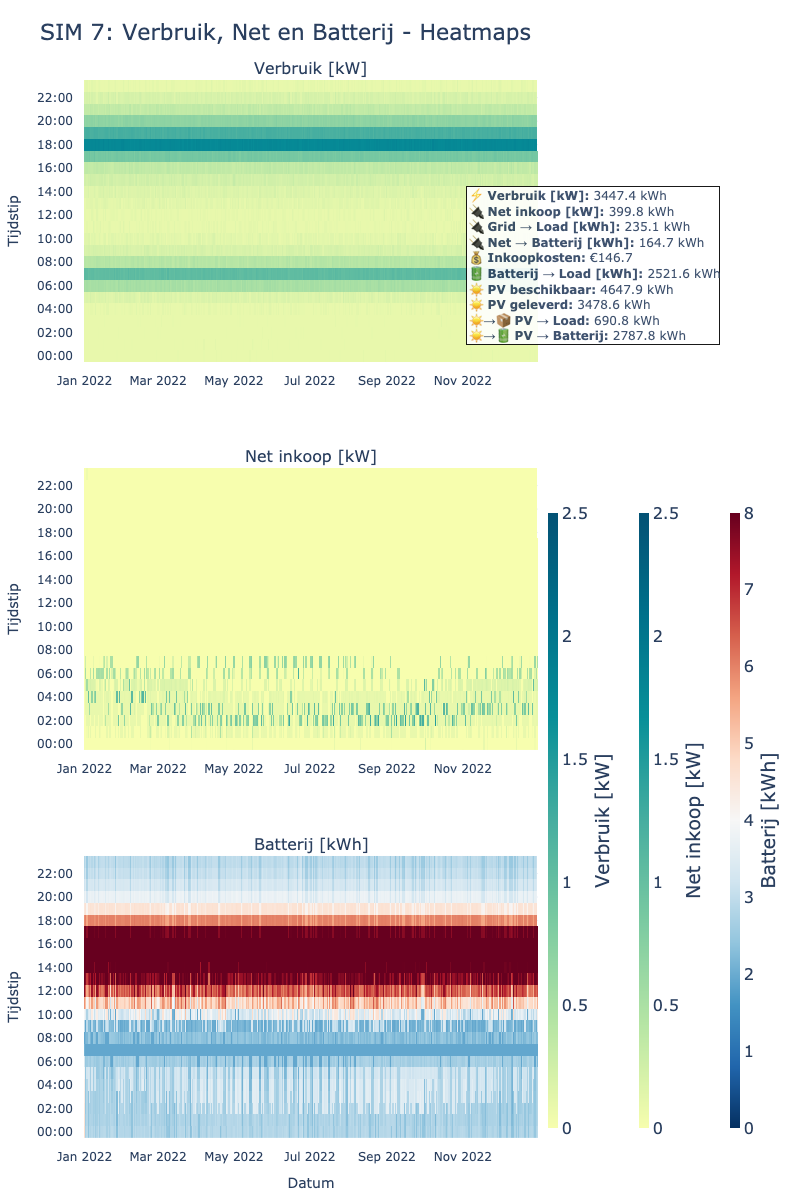 SIM 7: Verbruik, Net en Batterij - Heatmaps
Verbruik [kW]
22:00
20:00
18:00
16:00
14:00
12:00
10:00
08:00
06:00
04:00
02:00
00:00
Tijdstip
Jan 2022 Mar 2022 May 2022 Jul 2022 Sep 2022 Nov 2022
⚡ Verbruik [kW]: 3447.4 kWh
🔌 Net inkoop [kW]: 399.8 kWh
🔌 Grid → Load [kWh]: 235.1 kWh
🔌 Net → Batterij [kWh]: 164.7 kWh
💰 Inkoopkosten: €146.7
🔋 Batterij → Load [kWh]: 2521.6 kWh
☀️ PV beschikbaar: 4647.9 kWh
☀️ PV geleverd: 3478.6 kWh
☀️→📦 PV → Load: 690.8 kWh
☀️→🔋 PV → Batterij: 2787.8 kWh
Net inkoop [kW]
22:00
20:00
18:00
16:00
14:00
12:00
10:00
08:00
06:00
04:00
02:00
00:00
Tijdstip
Jan 2022 Mar 2022 May 2022 Jul 2022 Sep 2022 Nov 2022
Batterij [kWh]
22:00
20:00
18:00
16:00
14:00
12:00
10:00
08:00
06:00
04:00
02:00
00:00
Tijdstip
Jan 2022 Mar 2022 May 2022 Jul 2022 Sep 2022 Nov 2022
Datum
2.5
2
1.5
1
0.5
0
Verbruik [kW]
2.5
2
1.5
1
0.5
0
Net inkoop [kW]
8
7
6
5
4
3
2
1
0
Batterij [kWh]